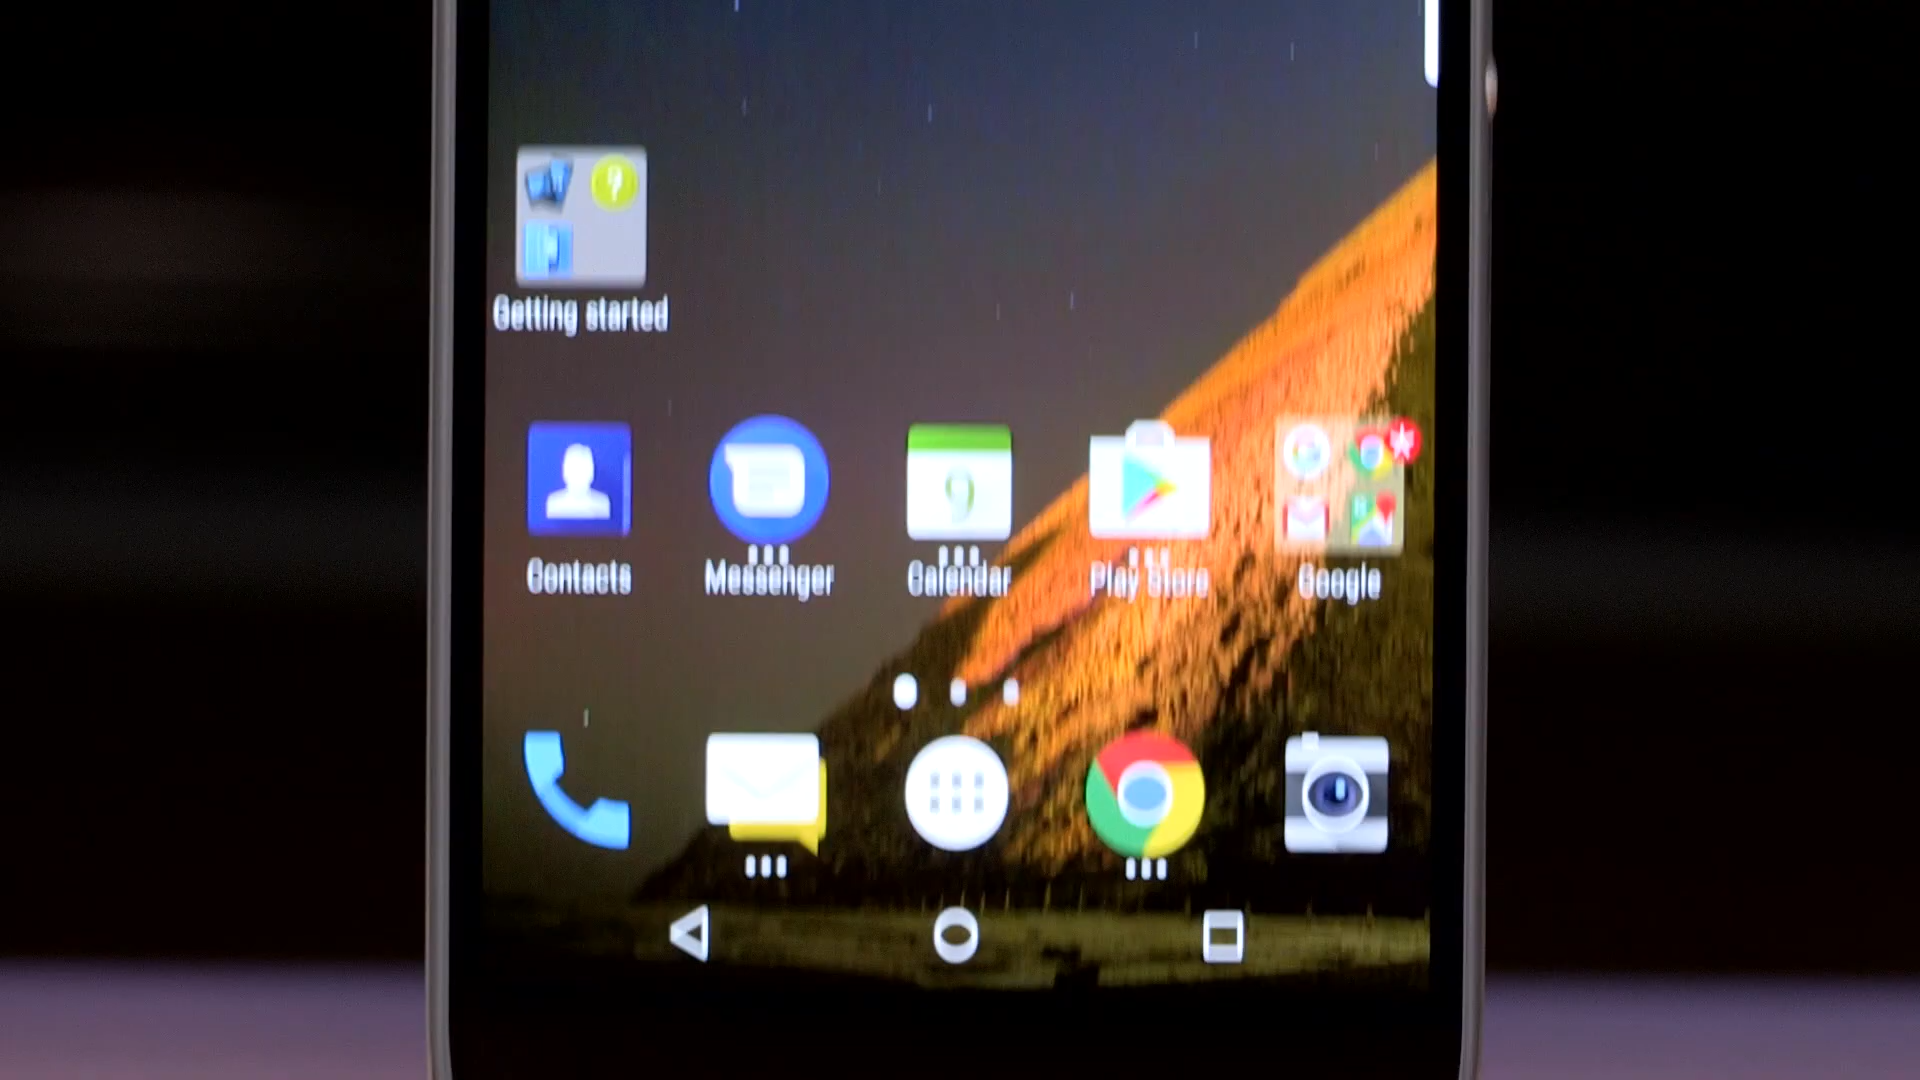 Getting started
Contacts
Messenger
Calendar
Play Store
Google